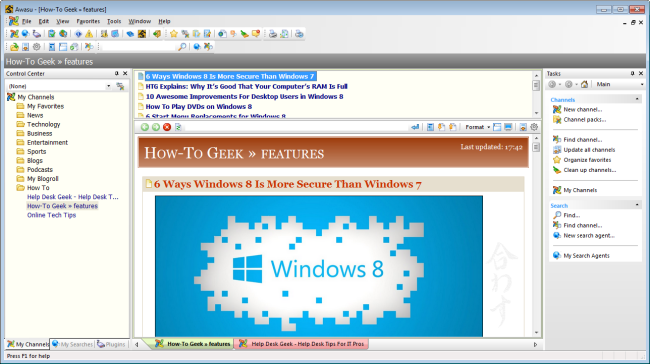 Awasu - [How-To Geek » features]
File Edit View Favorites Tools Window Help
How-To Geek » features
Control Center
(None)
My Channels
My Favorites
News
Technology
Business
Entertainment
Sports
Blogs
Podcasts
My Blogroll
How To
Help Desk Geek - Help Desk T...
How-To Geek » features
Online Tech Tips
My Channels My Searches Plugins
6 Ways Windows 8 Is More Secure Than Windows 7
HTG Explains: Why It's Good That Your Computer's RAM Is Full
10 Awesome Improvements For Desktop Users in Windows 8
How To Play DVDs on Windows 8
6 Start Menu Replacements for Windows 8
Format
Last updated: 17:42
How-To Geek » features
6 Ways Windows 8 Is More Secure Than Windows 7
Windows 8
合わす
How-To Geek » features Help Desk Geek - Help Desk Tips For IT Pros
Tasks
Main
Channels
New channel...
Channel packs...
Find channel...
Update all channels
Organize favorites
Clean up channels...
My Channels
Search
Find...
Find channel...
New search agent...
My Search Agents
Press F1 for help